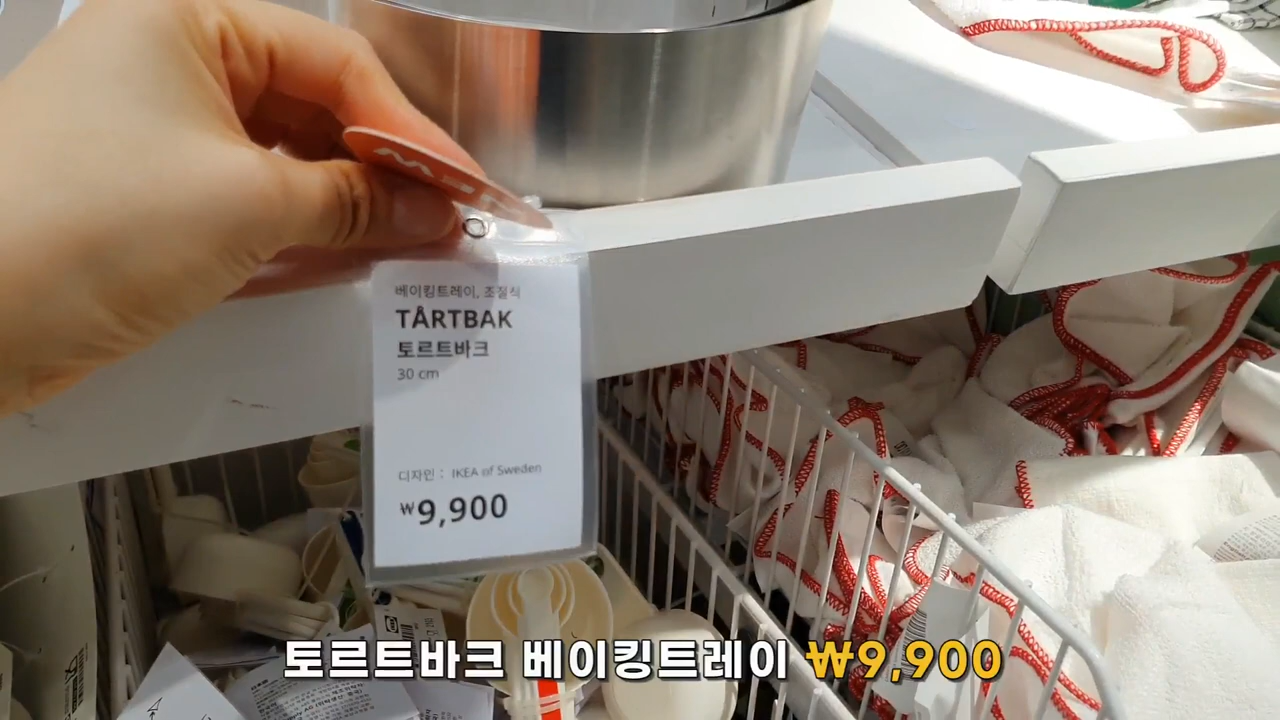 베이킹트레이, 조절식
TÅRTBAK
토르트바크
30 cm
디자인 : IKEA of Sweden
₩9,900
토르트바크 베이킹트레이 ₩9,900